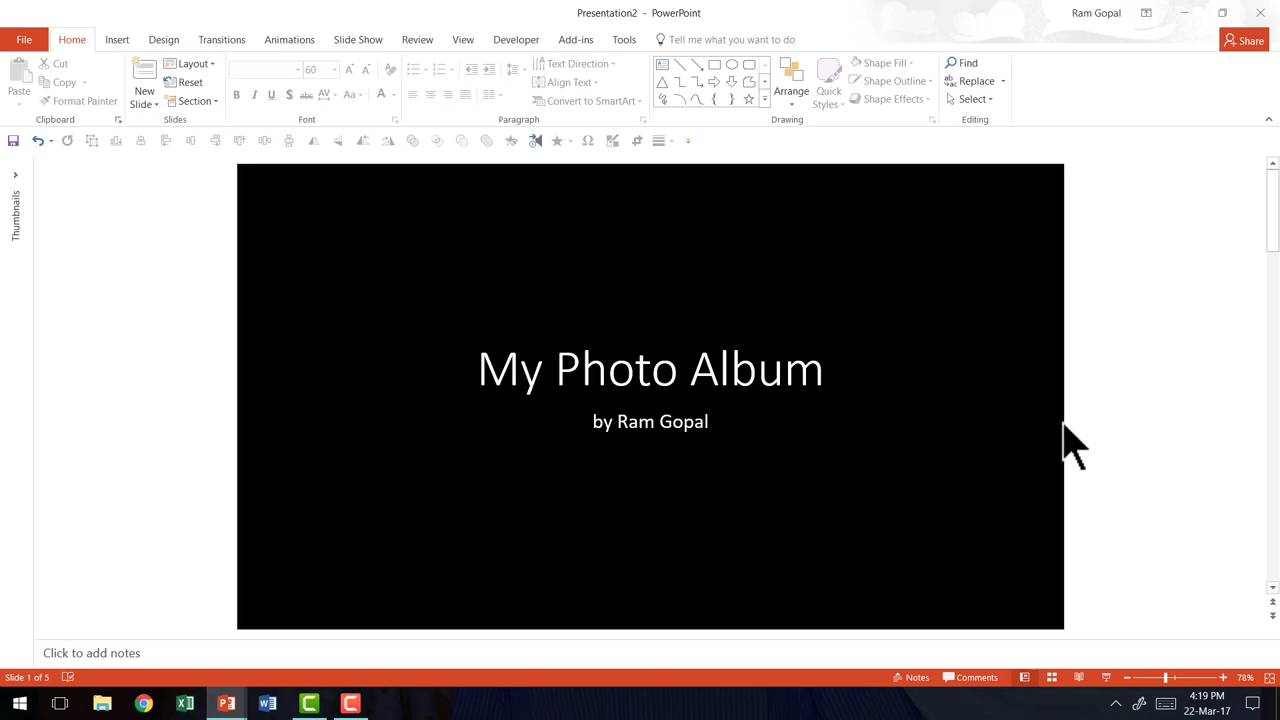 Presentation2 - PowerPoint
Ram Gopal
File Home Insert Design Transitions Animations Slide Show Review View Developer Add-ins Tools Tell me what you want to do Share
Paste
Cut
Copy
Format Painter
Clipboard
New Slide
Layout
Reset
Section
Slides
60
B I U S abc AV Aa A
Font
Text Direction
Align Text
Convert to SmartArt
Paragraph
Arrange
Quick Styles
Shape Fill
Shape Outline
Shape Effects
Drawing
Find
Replace
Select
Editing
Thumbnails
My Photo Album
by Ram Gopal
Click to add notes
Slide 1 of 5
Notes
Comments
78%
4:19 PM
22-Mar-17